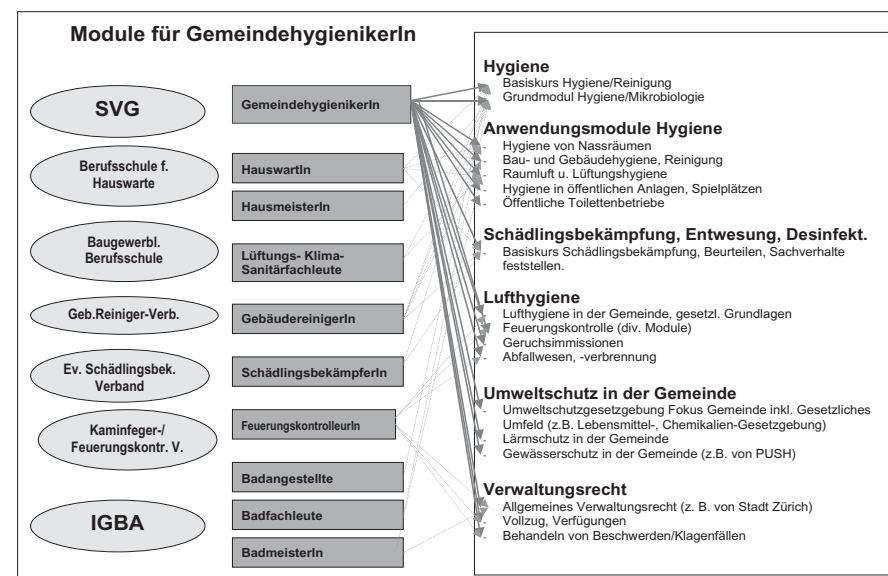 Module für GemeindehygienikerIn
SVG
Berufsschule f.
Hauswarte
Baugewerbl.
Berufsschule
Geb.Reiniger-Verb.
Ev. Schädlingsbek.
Verband
Kaminfeger-/
Feuerungskontr. V.
IGBA
GemeindehygienikerIn
HauswartIn
HausmeisterIn
Lüftungs- Klima-
Sanitärfachleute
GebäudereinigerIn
SchädlingsbekämpferIn
FeuerungskontrolleurIn
Badangestellte
Badfachleute
BadmeisterIn
Hygiene
- Basiskurs Hygiene/Reinigung
- Grundmodul Hygiene/Mikrobiologie
Anwendungsmodule Hygiene
- Hygiene von Nassräumen
- Bau- und Gebäudehygiene, Reinigung
- Raumluft u. Lüftungshygiene
- Hygiene in öffentlichen Anlagen, Spielplätzen
- Öffentliche Toilettenbetriebe
Schädlingsbekämpfung, Entwesung, Desinfekt.
- Basiskurs Schädlingsbekämpfung, Beurteilen, Sachverhalte
feststellen.
Lufthygiene
- Lufthygiene in der Gemeinde, gesetzl. Grundlagen
- Feuerungskontrolle (div. Module)
- Geruchsimmissionen
- Abfallwesen, -verbrennung
Umweltschutz in der Gemeinde
- Umweltschutzgesetzgebung Fokus Gemeinde inkl. Gesetzliches
Umfeld (z.B. Lebensmittel-, Chemikalien-Gesetzgebung)
- Lärmschutz in der Gemeinde
- Gewässerschutz in der Gemeinde (z.B. von PUSH)
Verwaltungsrecht
- Allgemeines Verwaltungsrecht (z. B. von Stadt Zürich)
- Vollzug, Verfügungen
- Behandeln von Beschwerden/Klagenfällen